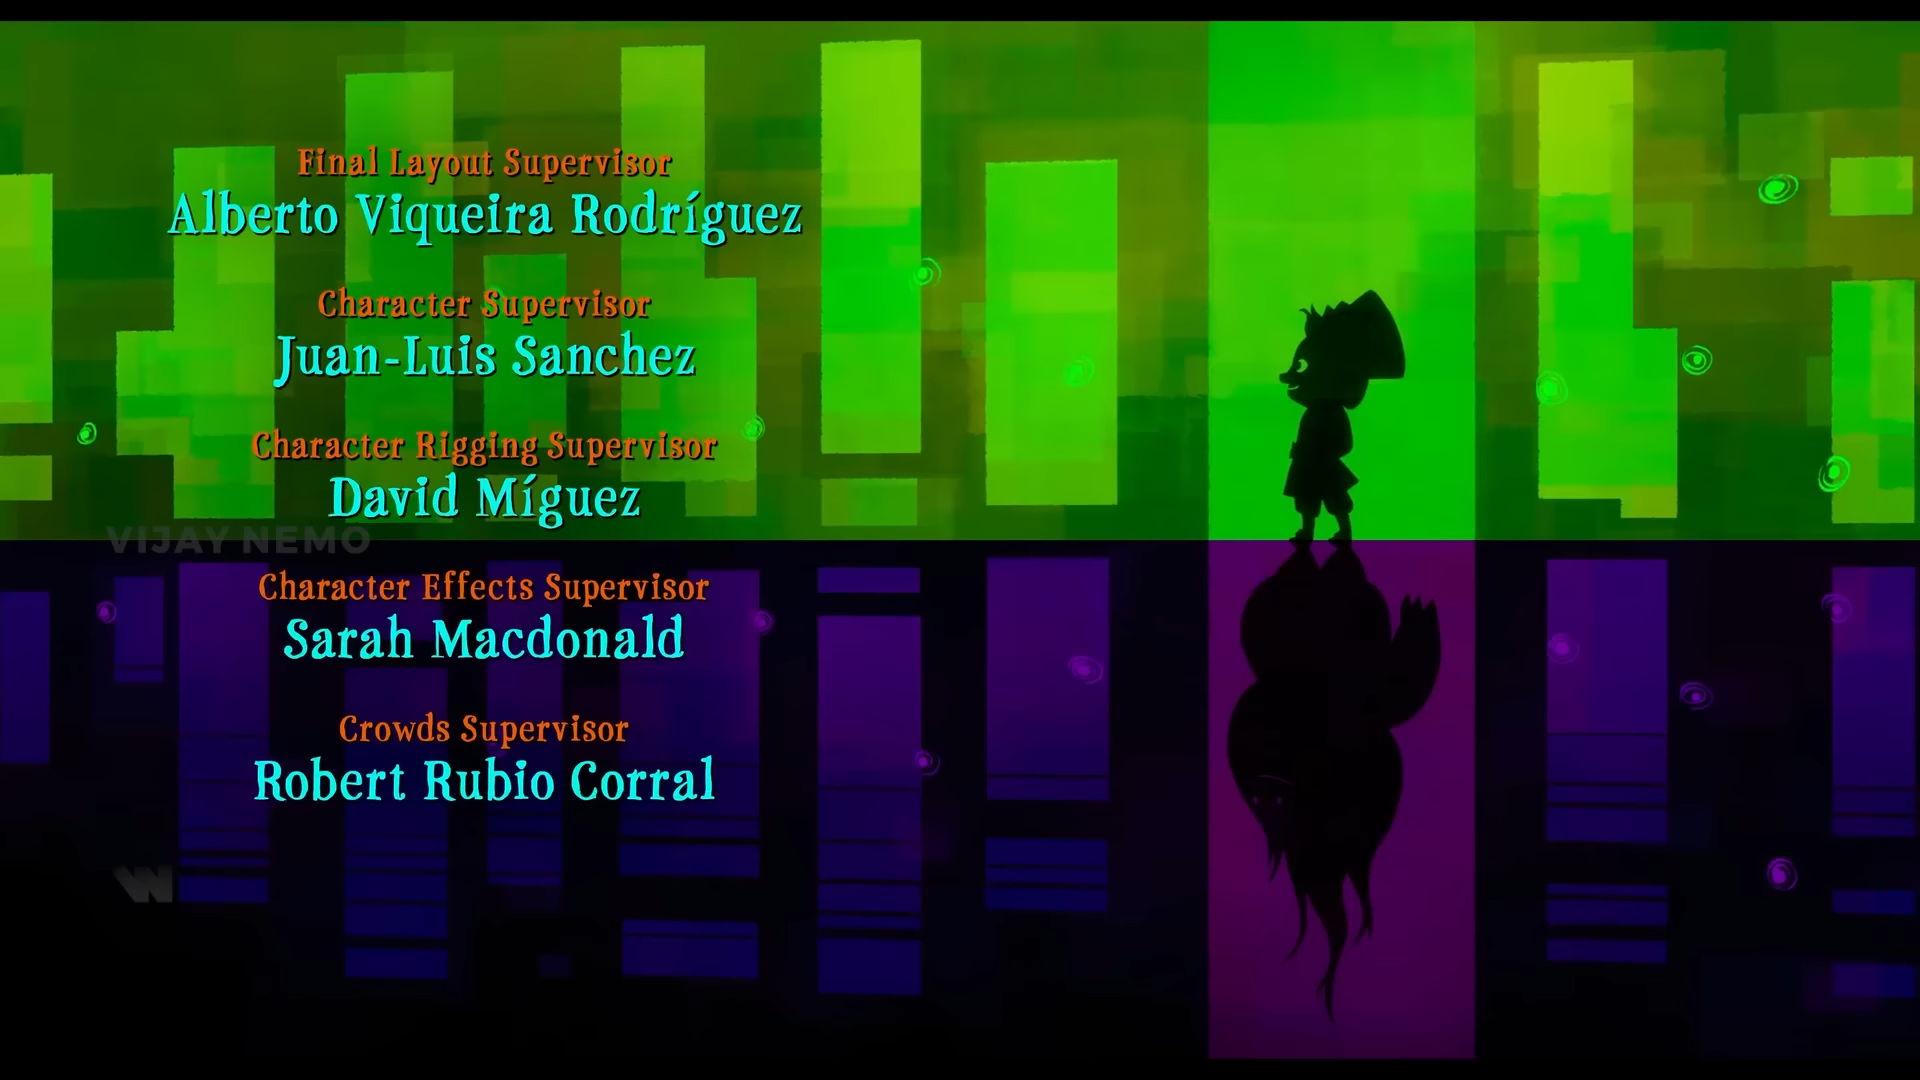 Final Layout Supervisor
Alberto Viqueira Rodríguez
Character Supervisor
Juan-Luis Sanchez
Character Rigging Supervisor
David Míguez
VIJAY NEMO
Character Effects Supervisor
Sarah Macdonald
Crowds Supervisor
Robert Rubio Corral
W